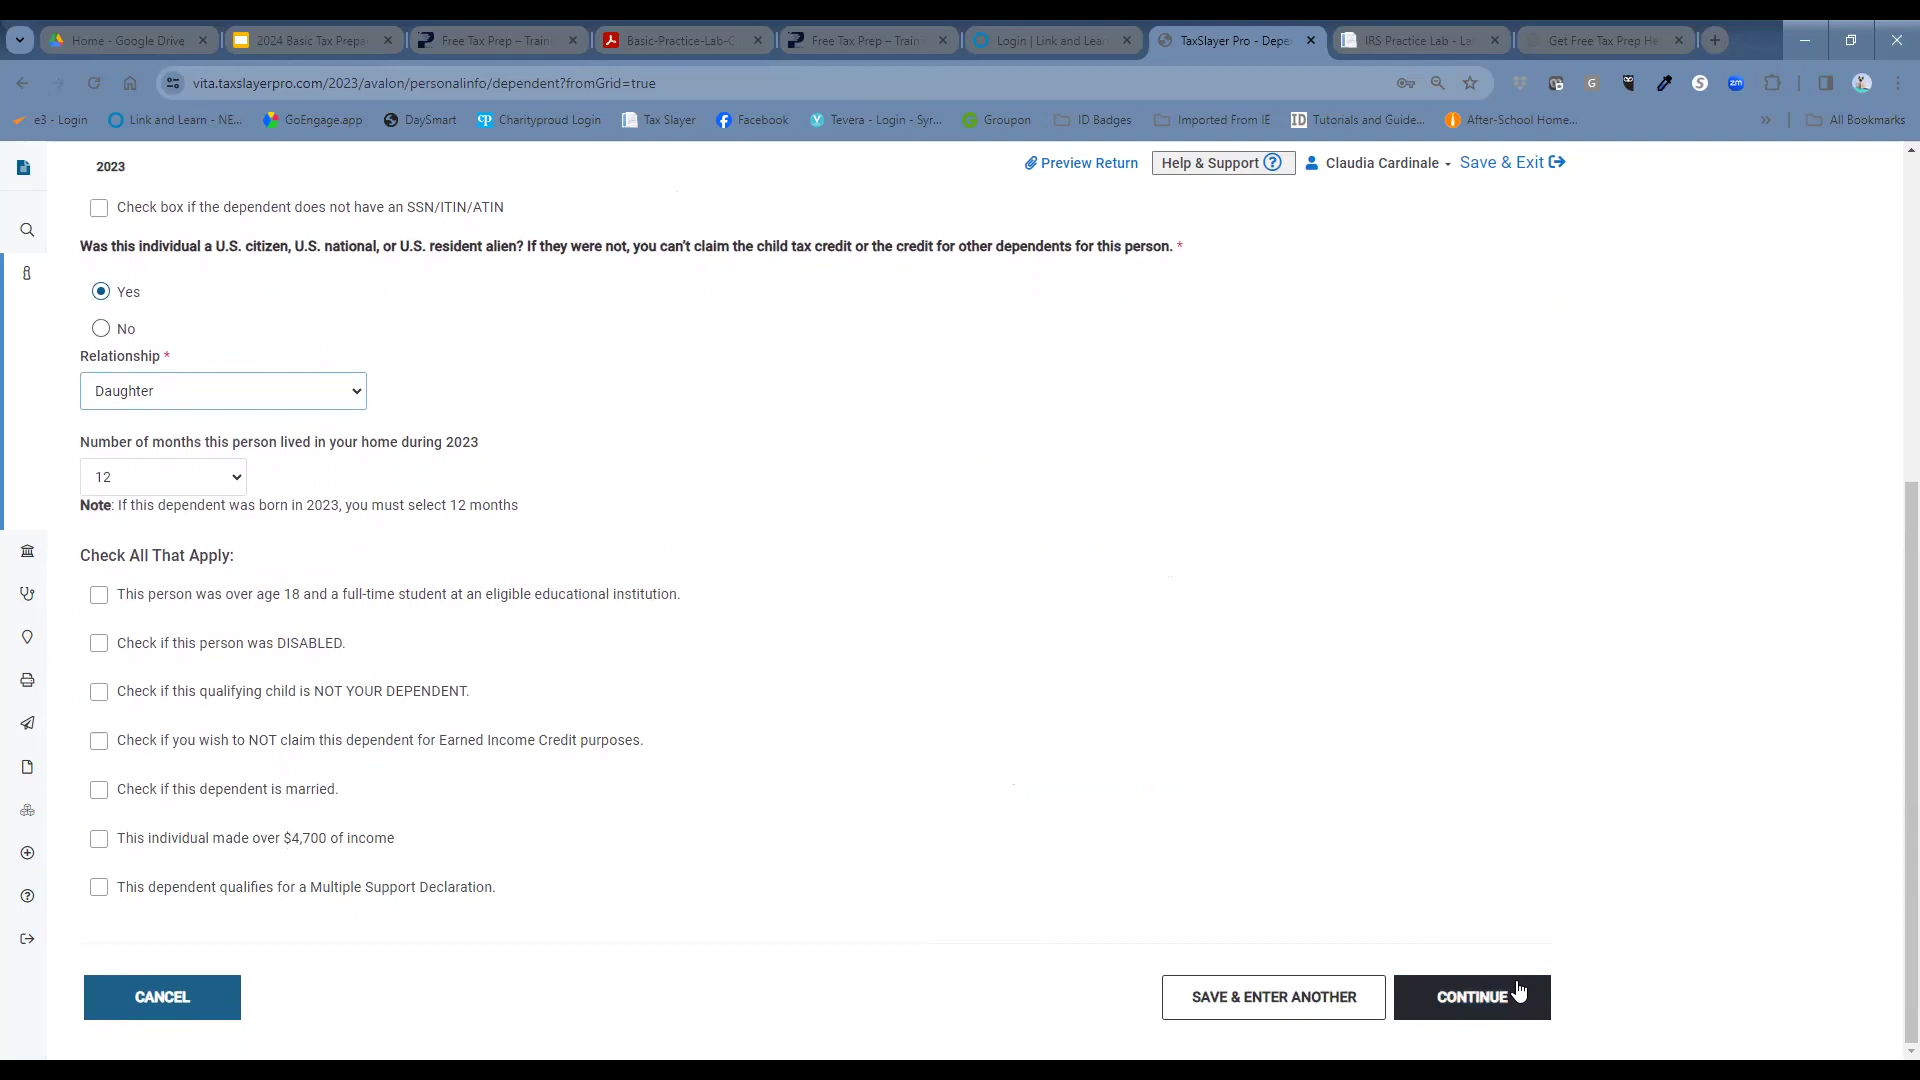 Home - Google Drive
2024 Basic Tax Prepa
Free Tax Prep – Train
Basic-Practice-Lab-C
Free Tax Prep – Train
Login | Link and Lea
TaxSlayer Pro - Depe
IRS Practice Lab - La
Get Free Tax Prep He
vita.taxslayerpro.com/2023/avalon/personalinfo/dependent?fromGrid=true
e3 - Login
Link and Learn - NE...
GoEngage.app
DaySmart
Charityproud Login
Tax Slayer
Facebook
Tevera - Login - Syr...
Groupon
ID Badges
Imported From IE
Tutorials and Guide...
After-School Home...
All Bookmarks
2023
Preview Return
Help & Support
Claudia Cardinale
Save & Exit
Check box if the dependent does not have an SSN/ITIN/ATIN
Was this individual a U.S. citizen, U.S. national, or U.S. resident alien? If they were not, you can't claim the child tax credit or the credit for other dependents for this person. *
Yes
No
Relationship *
Daughter
Number of months this person lived in your home during 2023
12
Note: If this dependent was born in 2023, you must select 12 months
Check All That Apply:
This person was over age 18 and a full-time student at an eligible educational institution.
Check if this person was DISABLED.
Check if this qualifying child is NOT YOUR DEPENDENT.
Check if you wish to NOT claim this dependent for Earned Income Credit purposes.
Check if this dependent is married.
This individual made over $4,700 of income
This dependent qualifies for a Multiple Support Declaration.
CANCEL
SAVE & ENTER ANOTHER
CONTINUE